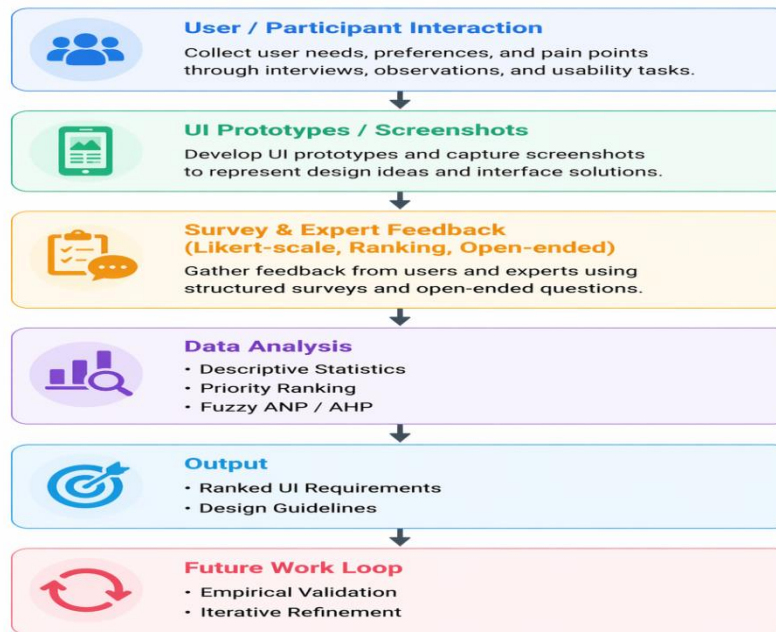 User / Participant Interaction
Collect user needs, preferences, and pain points
through interviews, observations, and usability tasks.
UI Prototypes / Screenshots
Develop UI prototypes and capture screenshots
to represent design ideas and interface solutions.
Survey & Expert Feedback
(Likert-scale, Ranking, Open-ended)
Gather feedback from users and experts using
structured surveys and open-ended questions.
Data Analysis
• Descriptive Statistics
• Priority Ranking
• Fuzzy ANP / AHP
Output
• Ranked UI Requirements
• Design Guidelines
Future Work Loop
• Empirical Validation
• Iterative Refinement